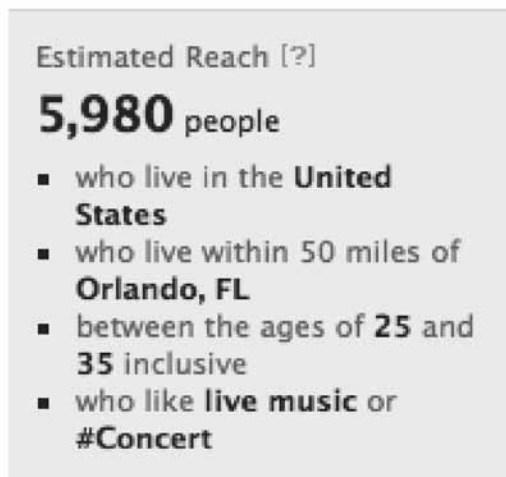 Estimated Reach [?]
5,980 people
▪ who live in the United
States
▪ who live within 50 miles of
Orlando, FL
▪ between the ages of 25 and
35 inclusive
▪ who like live music or
#Concert